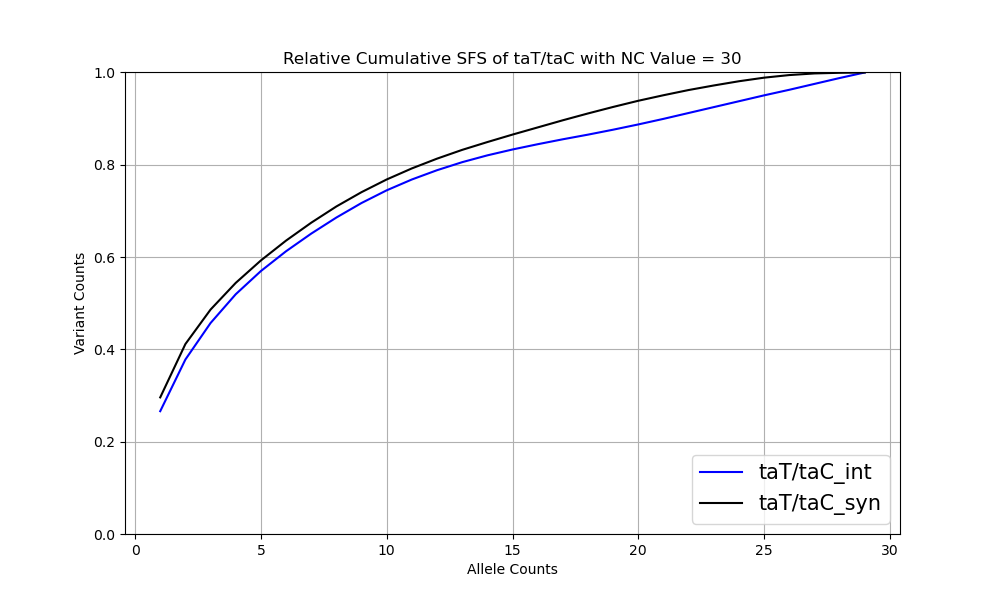 Relative Cumulative SFS of taT/taC with NC Value = 30
1.0
0.8
0.6
0.4
0.2
0.0
Variant Counts
0 5 10 15 20 25 30
Allele Counts
taT/taC_int
taT/taC_syn